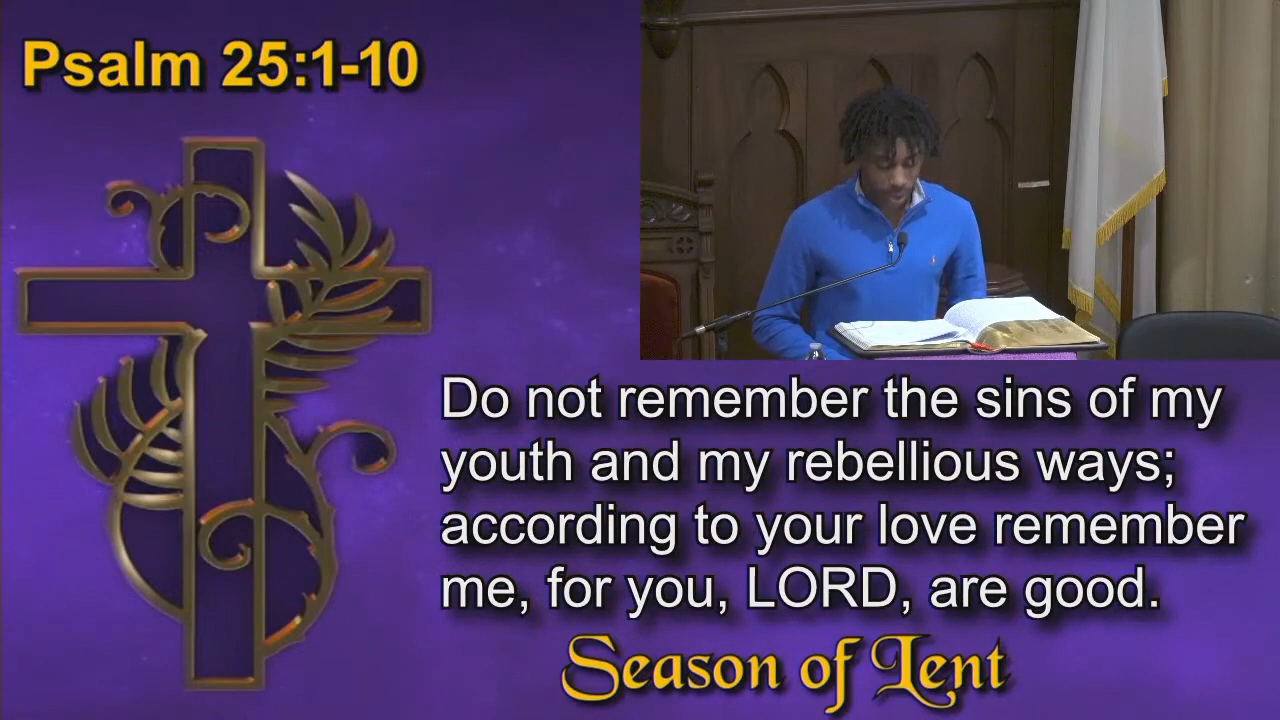 Psalm 25:1-10
Do not remember the sins of my
youth and my rebellious ways;
according to your love remember
me, for you, LORD, are good.
Season of Lent